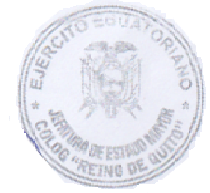 EJERCITO ECUATORIANO
JEFATURA DE ESTADO MAYOR
COLOG "REINO DE QUITO"